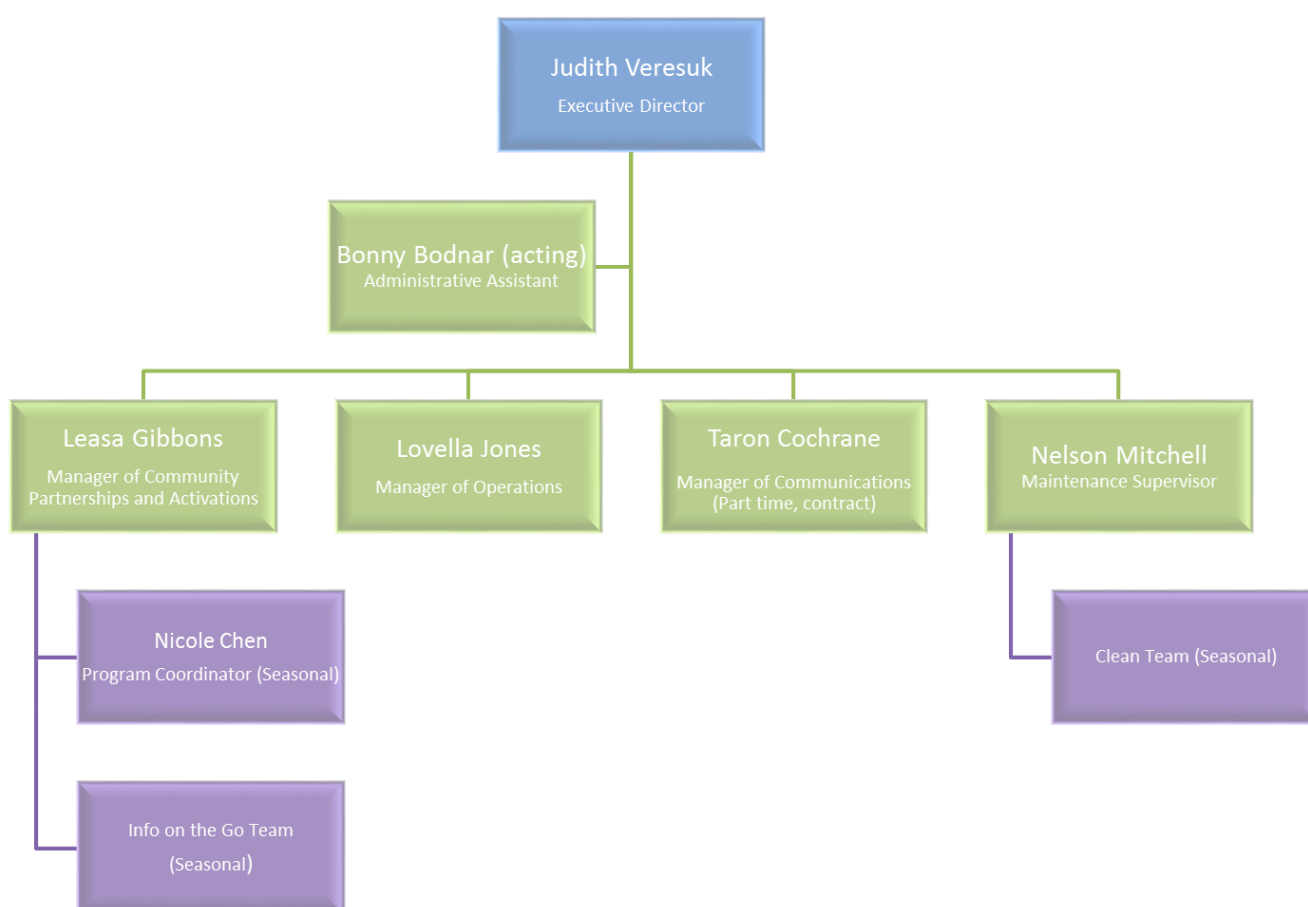 Judith Veresuk
Executive Director
Bonny Bodnar (acting)
Administrative Assistant
Leasa Gibbons
Manager of Community
Partnerships and Activations
Lovella Jones
Manager of Operations
Taron Cochrane
Manager of Communications
(Part time, contract)
Nelson Mitchell
Maintenance Supervisor
Nicole Chen
Program Coordinator (Seasonal)
Clean Team (Seasonal)
Info on the Go Team
(Seasonal)